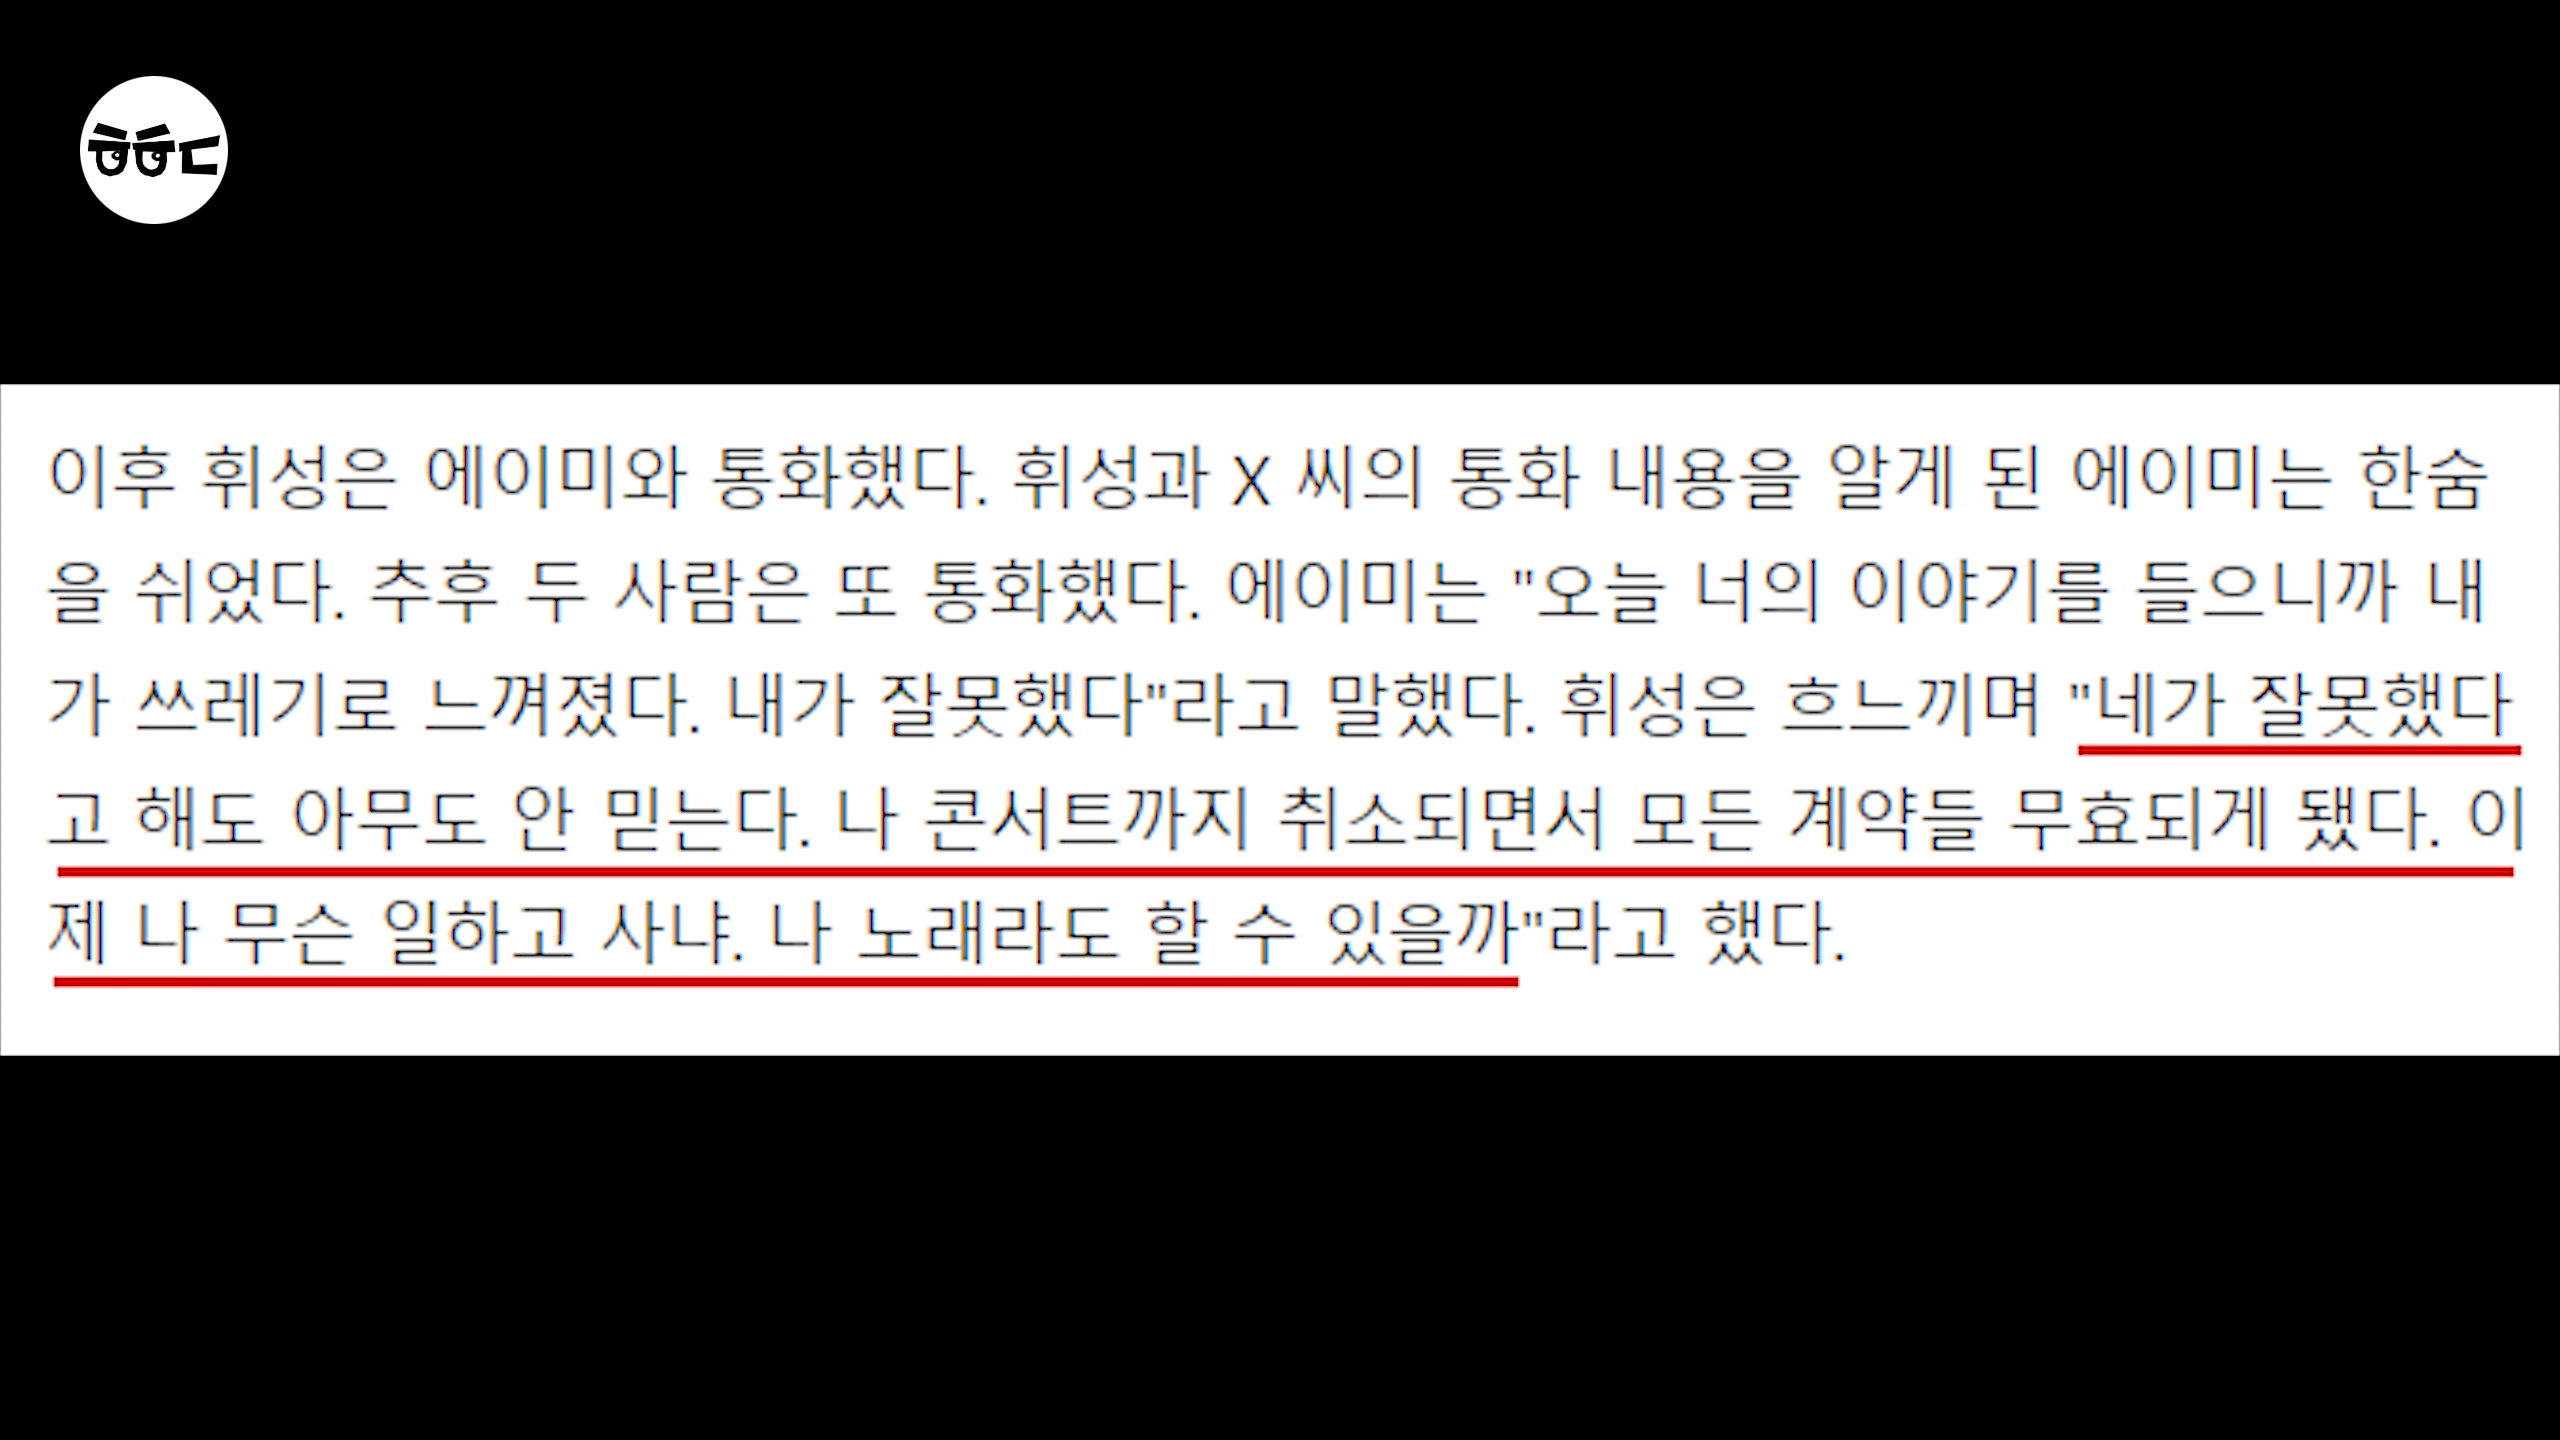 ㅎㅎㄷ
이후 휘성은 에이미와 통화했다. 휘성과 X 씨의 통화 내용을 알게 된 에이미는 한숨
을 쉬었다. 추후 두 사람은 또 통화했다. 에이미는 "오늘 너의 이야기를 들으니까 내
가 쓰레기로 느껴졌다. 내가 잘못했다"라고 말했다. 휘성은 흐느끼며 "네가 잘못했다
고 해도 아무도 안 믿는다. 나 콘서트까지 취소되면서 모든 계약들 무효되게 됐다. 이
제 나 무슨 일하고 사냐. 나 노래라도 할 수 있을까"라고 했다.